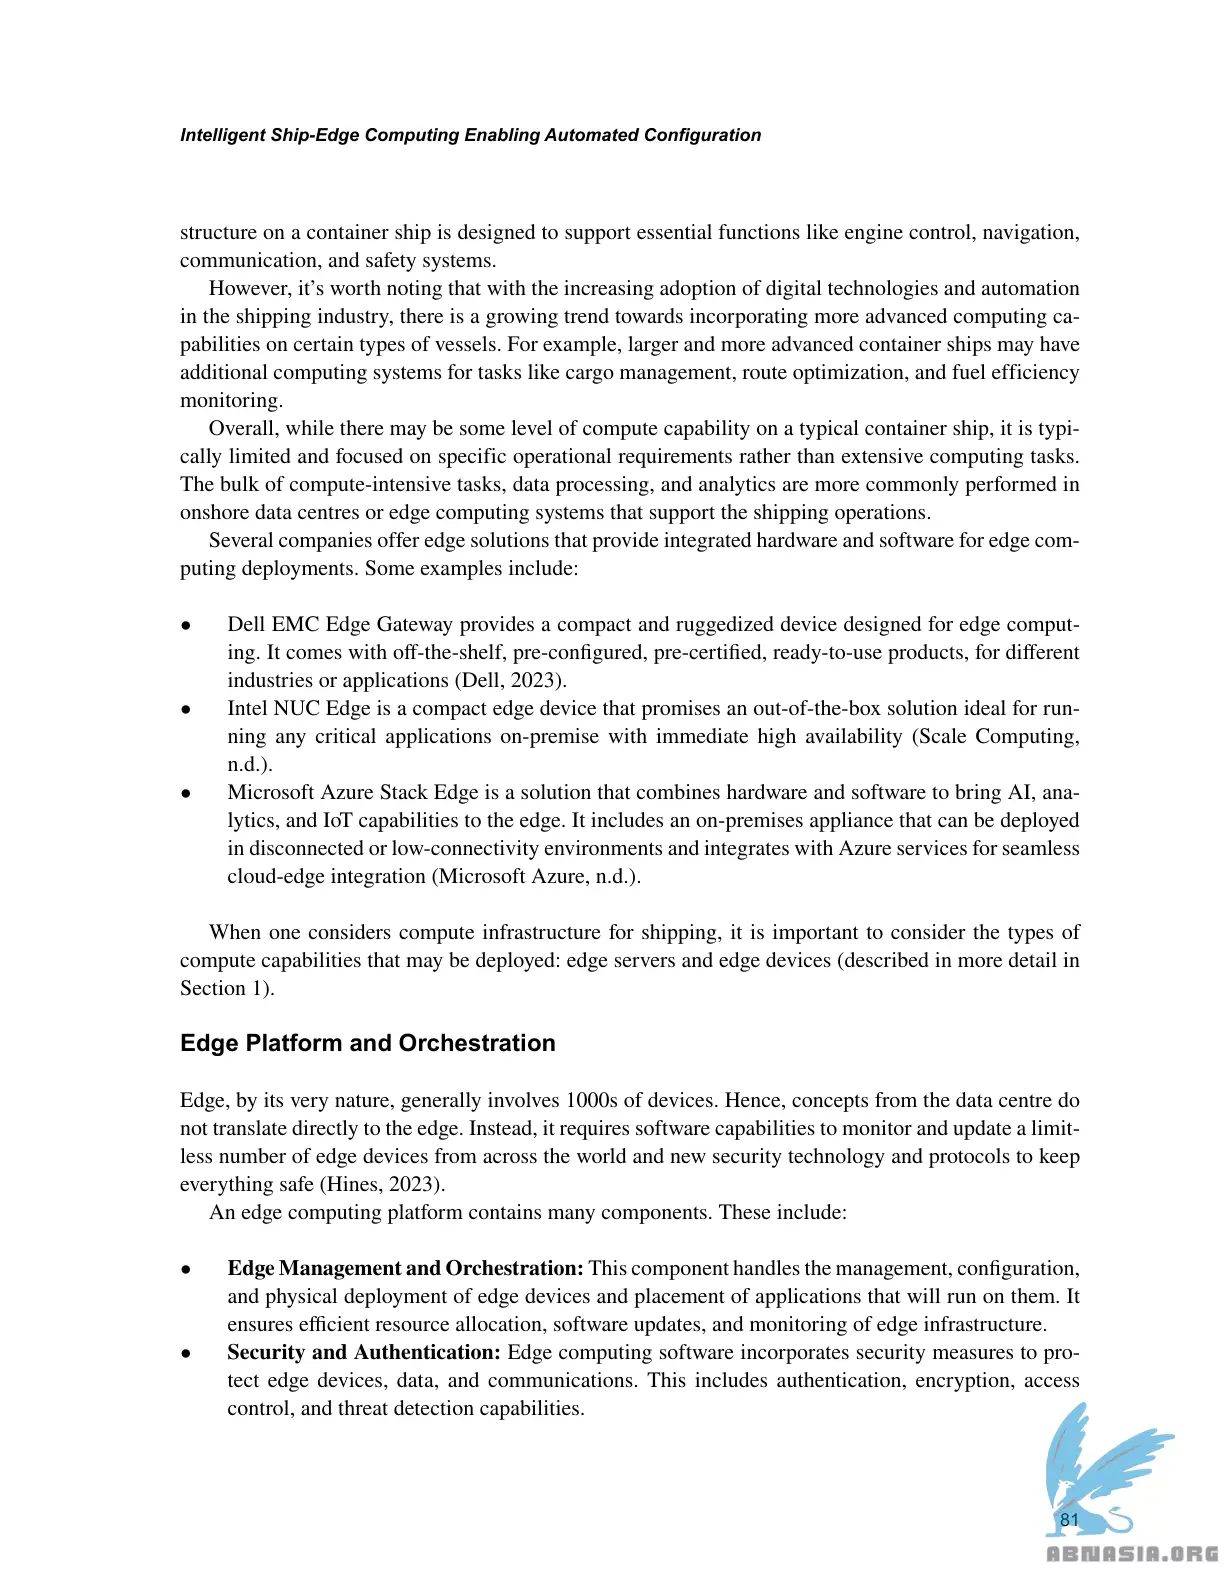 Intelligent Ship-Edge Computing Enabling Automated Configuration
structure on a container ship is designed to support essential functions like engine control, navigation,
communication, and safety systems.
However, it’s worth noting that with the increasing adoption of digital technologies and automation
in the shipping industry, there is a growing trend towards incorporating more advanced computing ca-
pabilities on certain types of vessels. For example, larger and more advanced container ships may have
additional computing systems for tasks like cargo management, route optimization, and fuel efficiency
monitoring.
Overall, while there may be some level of compute capability on a typical container ship, it is typi-
cally limited and focused on specific operational requirements rather than extensive computing tasks.
The bulk of compute-intensive tasks, data processing, and analytics are more commonly performed in
onshore data centres or edge computing systems that support the shipping operations.
Several companies offer edge solutions that provide integrated hardware and software for edge com-
puting deployments. Some examples include:
● Dell EMC Edge Gateway provides a compact and ruggedized device designed for edge comput-
ing. It comes with off-the-shelf, pre-configured, pre-certified, ready-to-use products, for different
industries or applications (Dell, 2023).
● Intel NUC Edge is a compact edge device that promises an out-of-the-box solution ideal for run-
ning any critical applications on-premise with immediate high availability (Scale Computing,
n.d.).
● Microsoft Azure Stack Edge is a solution that combines hardware and software to bring AI, ana-
lytics, and IoT capabilities to the edge. It includes an on-premises appliance that can be deployed
in disconnected or low-connectivity environments and integrates with Azure services for seamless
cloud-edge integration (Microsoft Azure, n.d.).
When one considers compute infrastructure for shipping, it is important to consider the types of
compute capabilities that may be deployed: edge servers and edge devices (described in more detail in
Section 1).
Edge Platform and Orchestration
Edge, by its very nature, generally involves 1000s of devices. Hence, concepts from the data centre do
not translate directly to the edge. Instead, it requires software capabilities to monitor and update a limit-
less number of edge devices from across the world and new security technology and protocols to keep
everything safe (Hines, 2023).
An edge computing platform contains many components. These include:
● Edge Management and Orchestration: This component handles the management, configuration,
and physical deployment of edge devices and placement of applications that will run on them. It
ensures efficient resource allocation, software updates, and monitoring of edge infrastructure.
● Security and Authentication: Edge computing software incorporates security measures to pro-
tect edge devices, data, and communications. This includes authentication, encryption, access
control, and threat detection capabilities.
81
ABNASIA.ORG